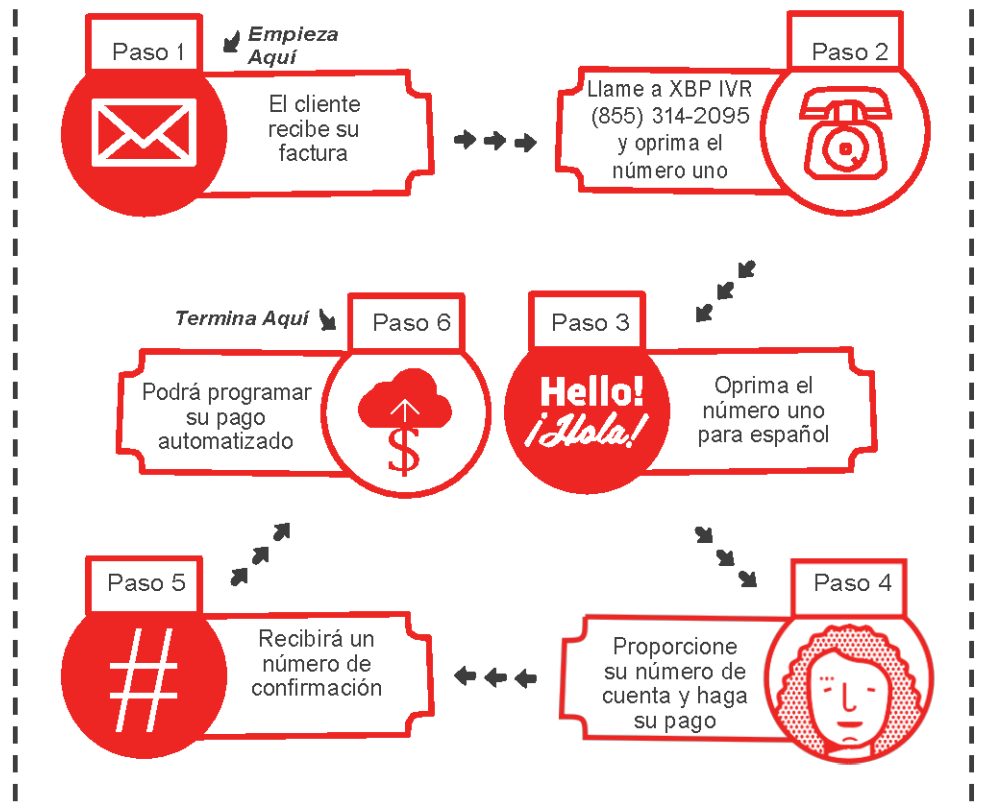 Paso 1
Empieza
Aquí
El cliente
recibe su
factura
Paso 2
Llame a XBP IVR
(855) 314-2095
y oprima el
número uno
Paso 3
Hello!
¡Hola!
Oprima el
número uno
para español
Paso 4
Proporcione
su número de
cuenta y haga
su pago
Paso 5
#
Recibirá un
número de
confirmación
Termina Aquí
Paso 6
$
Podrá programar
su pago
automatizado